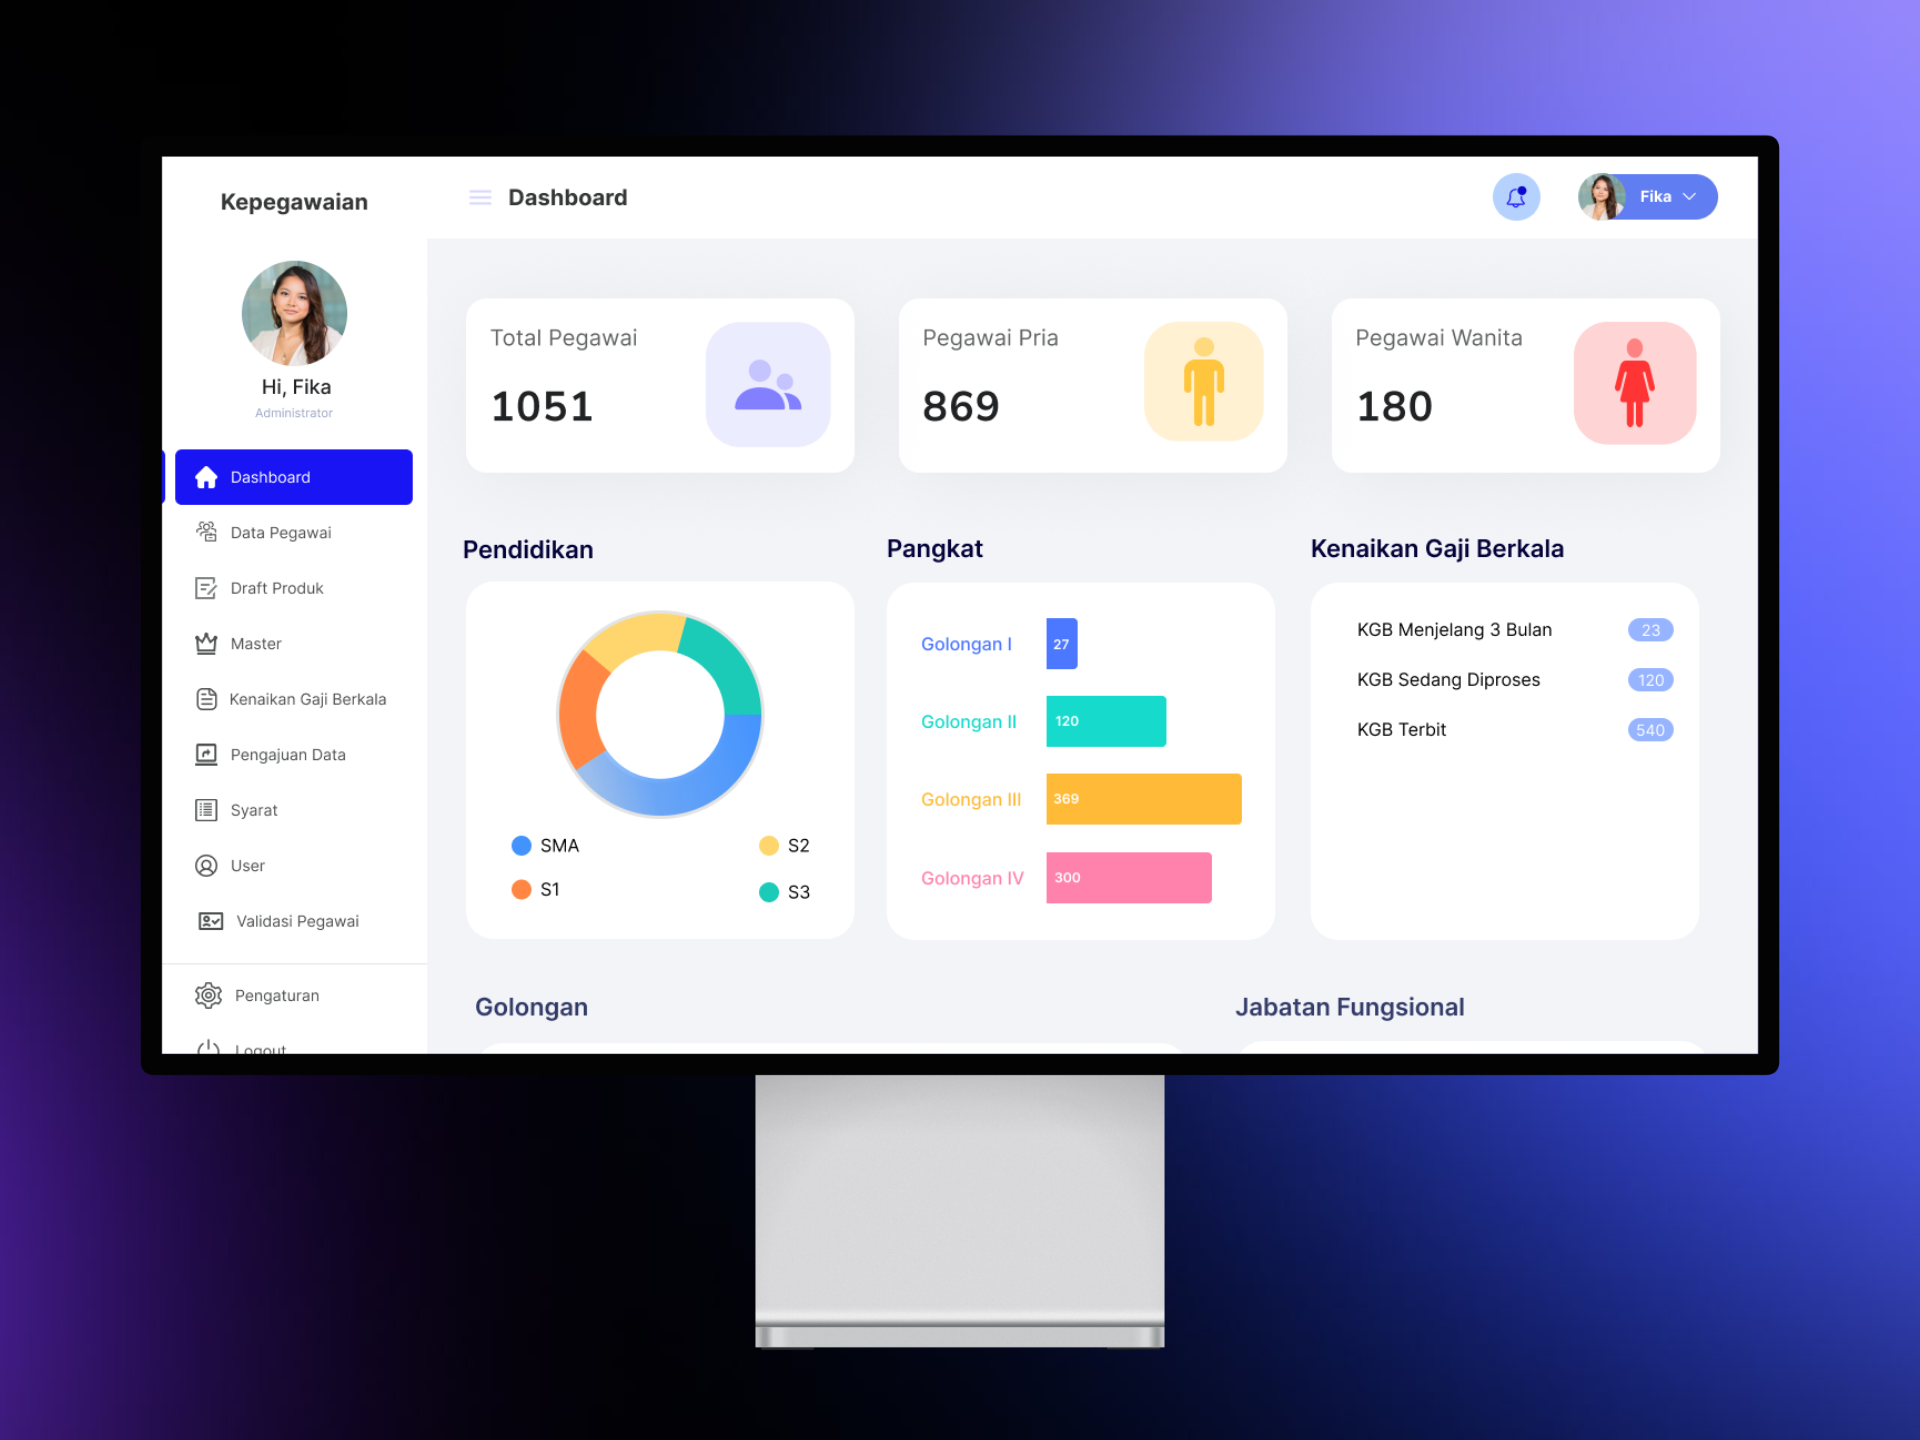 Kepegawaian
Hi, Fika
Administrator
Dashboard
Data Pegawai
Draft Produk
Master
Kenaikan Gaji Berkala
Pengajuan Data
Syarat
User
Validasi Pegawai
Pengaturan
Logout
Dashboard
Fika
Total Pegawai
1051
Pegawai Pria
869
Pegawai Wanita
180
Pendidikan
SMA
S2
S1
S3
Pangkat
Golongan I 27
Golongan II 120
Golongan III 369
Golongan IV 300
Kenaikan Gaji Berkala
KGB Menjelang 3 Bulan 23
KGB Sedang Diproses 120
KGB Terbit 540
Golongan
Jabatan Fungsional